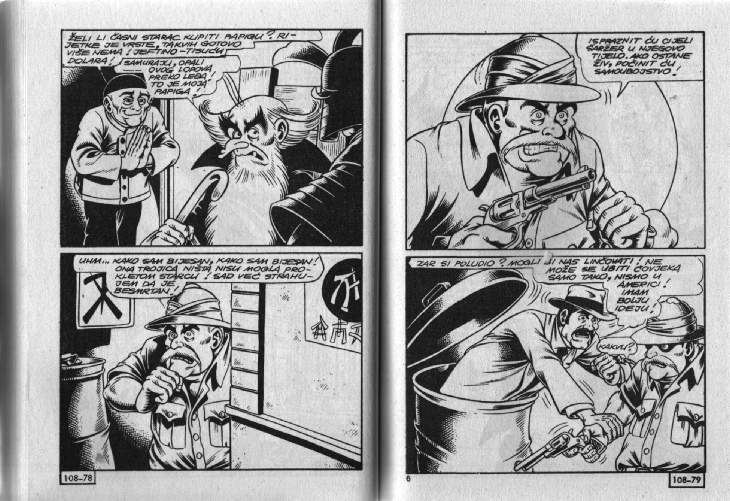 ŽELI LI ČASNI STARAC KUPITI PAPIGU? RI-
JETKE JE VRSTE, TAKVIH GOTOVO
VIŠE NEMA! JEFTINO-TISUĆU
DOLARA!
SAMURAJU, OPALI
OVOG LOPOVA
PREKO LEĐA!
TO JE MOJA
PAPIGA!
UHM... KAKO SAM BIJESAN, KAKO SAM BIJESAN!
ONA TROJICA NIŠTA NISU MOGLA PRO-
KLETOM STARCU! SAD VEĆ STRAHU-
JEM DA JE
BESMRTAN!
108-78
ISPRAZNIT ĆU CIJELI
ŠARŽER U NJEGOVO
TIJELO. AKO OSTANE
ŽIV, POČINIT ĆU
SAMOUBOJSTVO!
ZAR SI POLUDIO? MOGLI BI NAS LINČOVATI! NE
MOŽE SE UBITI ČOVJEKA
SAMO TAKO, NISMO U
AMERICI!
IMAM
BOLJU
IDEJU!
KAKVU?
6
108-79